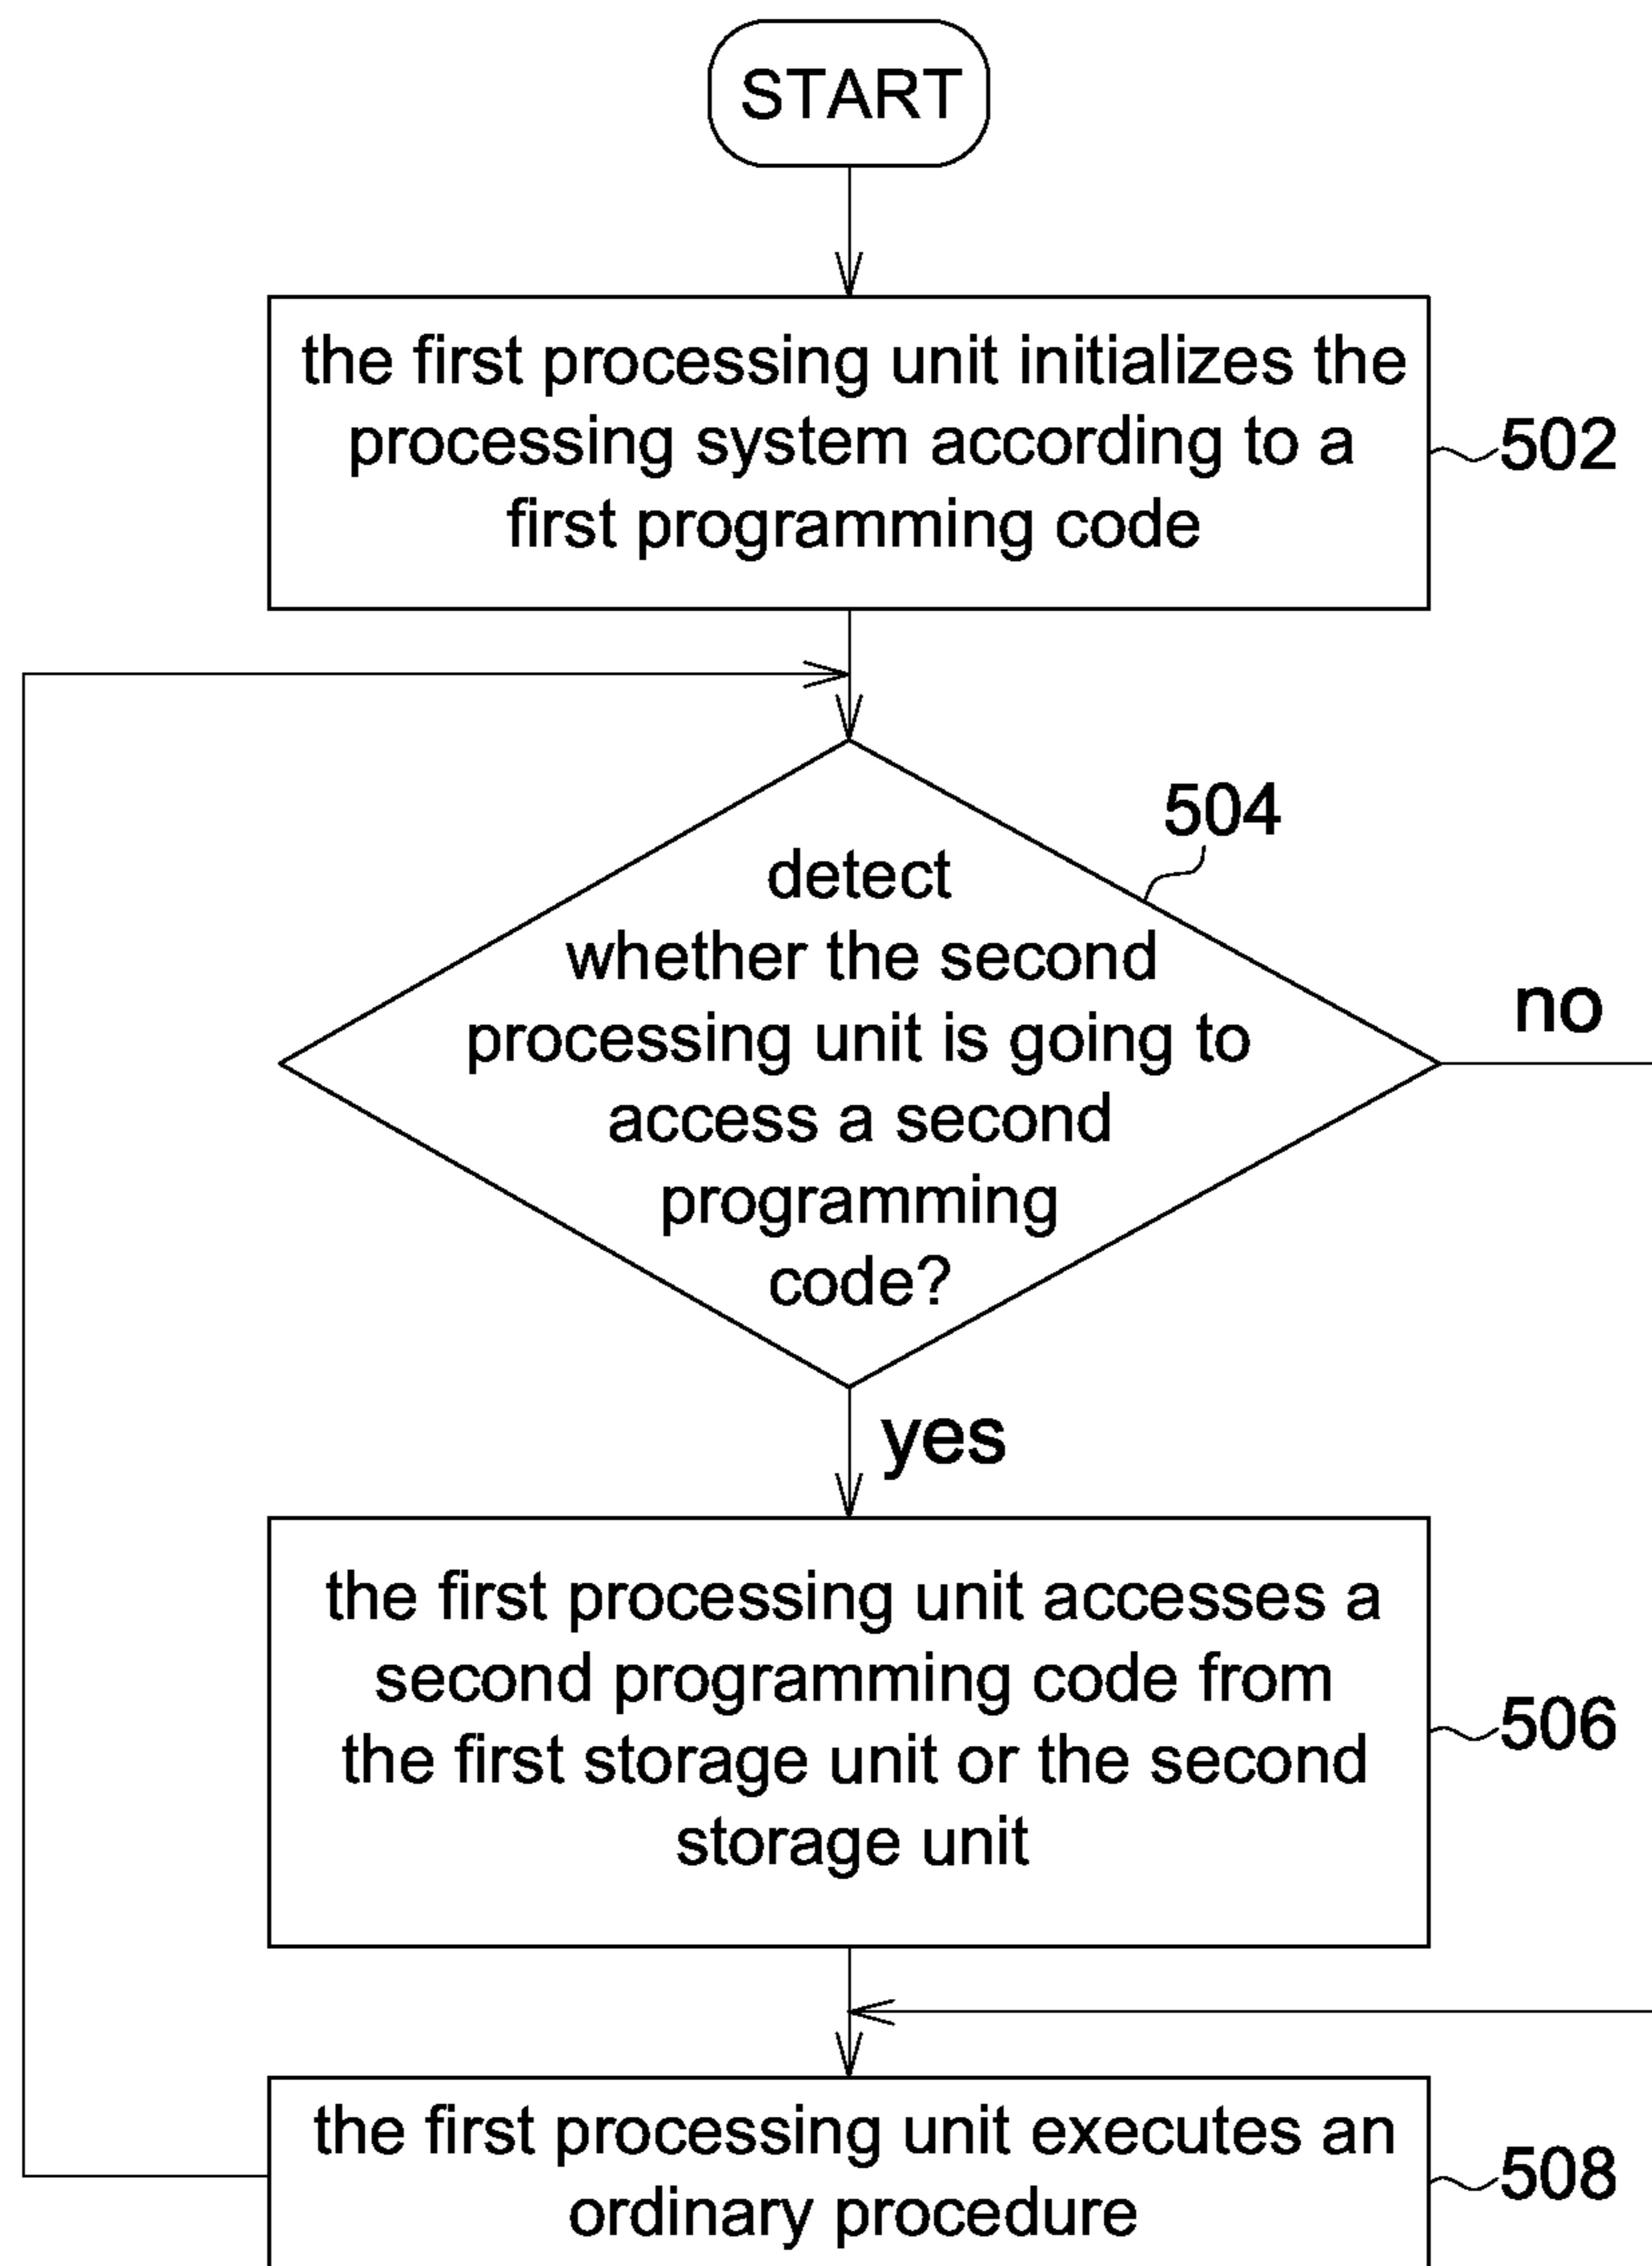 START
the first processing unit initializes the
processing system according to a
first programming code
502
504
detect
whether the second
processing unit is going to
access a second
programming
code?
no
yes
the first processing unit accesses a
second programming code from
the first storage unit or the second
storage unit
506
the first processing unit executes an
ordinary procedure
508